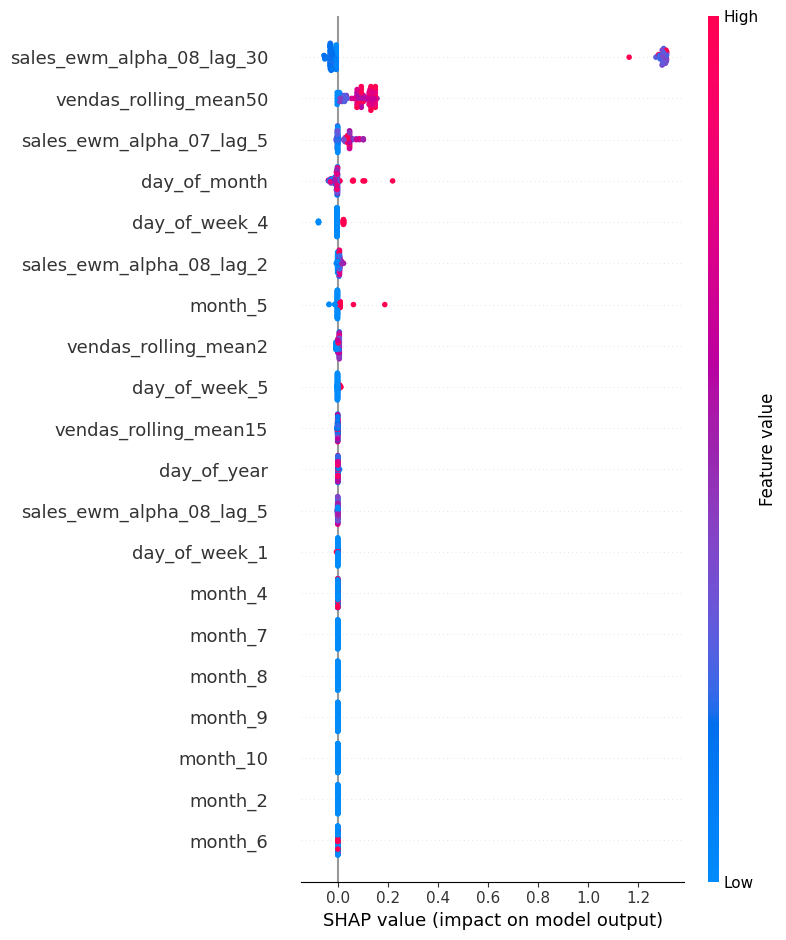 High
sales_ewm_alpha_08_lag_30
vendas_rolling_mean50
sales_ewm_alpha_07_lag_5
day_of_month
day_of_week_4
sales_ewm_alpha_08_lag_2
month_5
vendas_rolling_mean2
day_of_week_5
vendas_rolling_mean15
day_of_year
sales_ewm_alpha_08_lag_5
day_of_week_1
month_4
month_7
month_8
month_9
month_10
month_2
month_6
Feature value
Low
0.0 0.2 0.4 0.6 0.8 1.0 1.2
SHAP value (impact on model output)